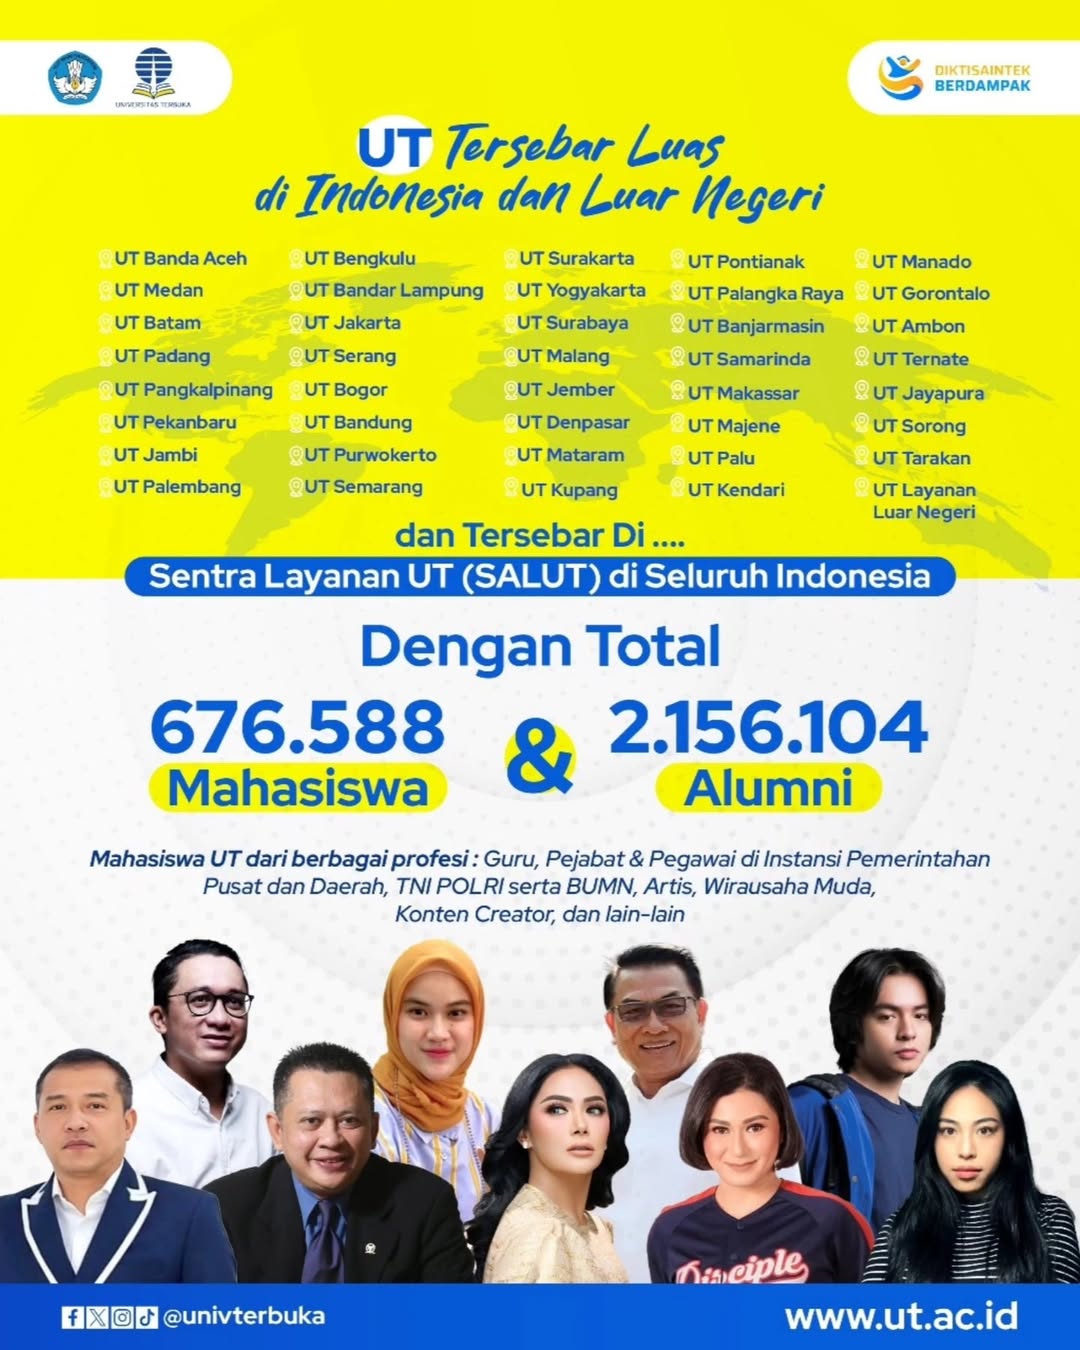 UNIVERSITAS TERBUKA
DIKTISAINTEK
BERDAMPAK
UT Tersebar Luas
di Indonesia dan Luar Negeri
UT Banda Aceh
UT Medan
UT Batam
UT Padang
UT Pangkalpinang
UT Pekanbaru
UT Jambi
UT Palembang
UT Bengkulu
UT Bandar Lampung
UT Jakarta
UT Serang
UT Bogor
UT Bandung
UT Purwokerto
UT Semarang
UT Surakarta
UT Yogyakarta
UT Surabaya
UT Malang
UT Jember
UT Denpasar
UT Mataram
UT Kupang
UT Pontianak
UT Palangka Raya
UT Banjarmasin
UT Samarinda
UT Makassar
UT Majene
UT Palu
UT Kendari
UT Manado
UT Gorontalo
UT Ambon
UT Ternate
UT Jayapura
UT Sorong
UT Tarakan
UT Layanan
Luar Negeri
dan Tersebar Di ....
Sentra Layanan UT (SALUT) di Seluruh Indonesia
Dengan Total
676.588
Mahasiswa
&
2.156.104
Alumni
Mahasiswa UT dari berbagai profesi : Guru, Pejabat & Pegawai di Instansi Pemerintahan
Pusat dan Daerah, TNI POLRI serta BUMN, Artis, Wirausaha Muda,
Konten Creator, dan lain-lain
Disciple
@univterbuka
www.ut.ac.id